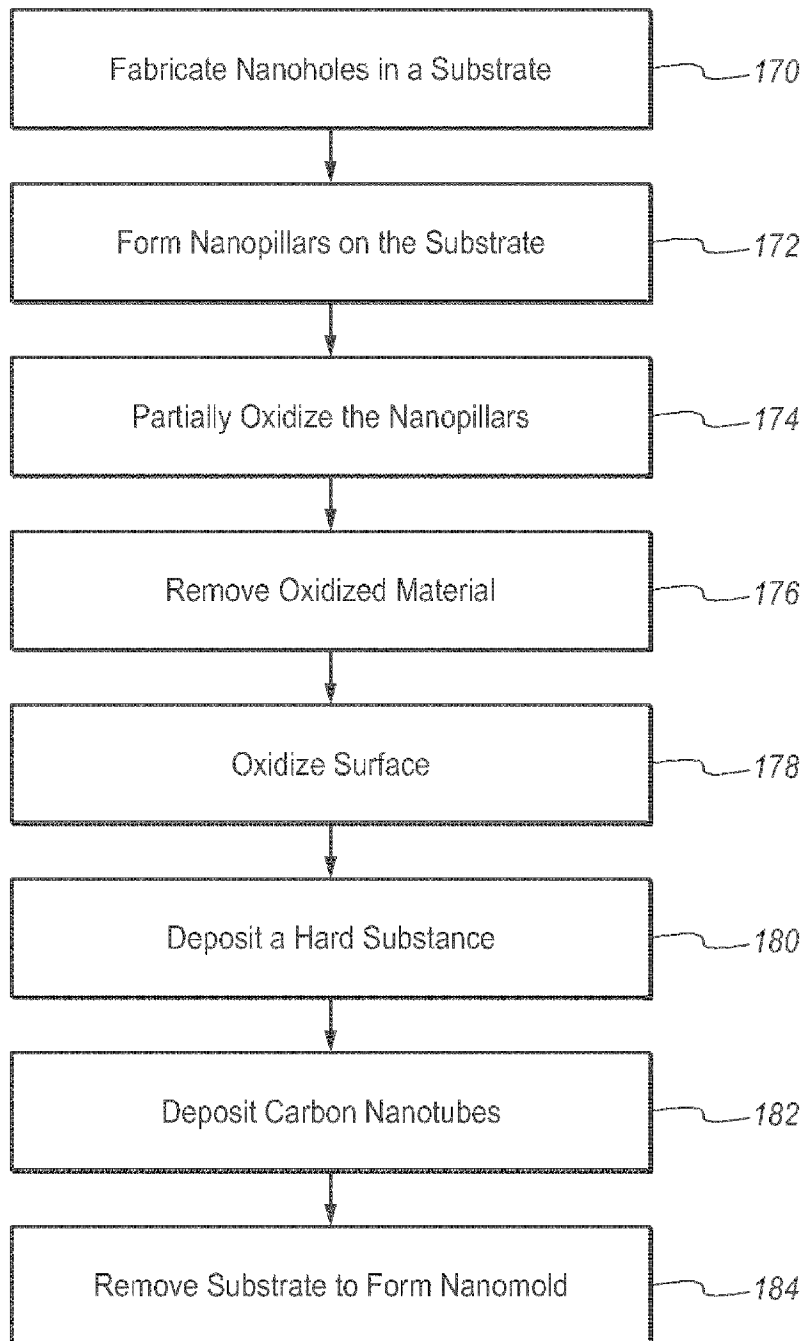 Fabricate Nanoholes in a Substrate 170
Form Nanopillars on the Substrate 172
Partially Oxidize the Nanopillars 174
Remove Oxidized Material 176
Oxidize Surface 178
Deposit a Hard Substance 180
Deposit Carbon Nanotubes 182
Remove Substrate to Form Nanomold 184